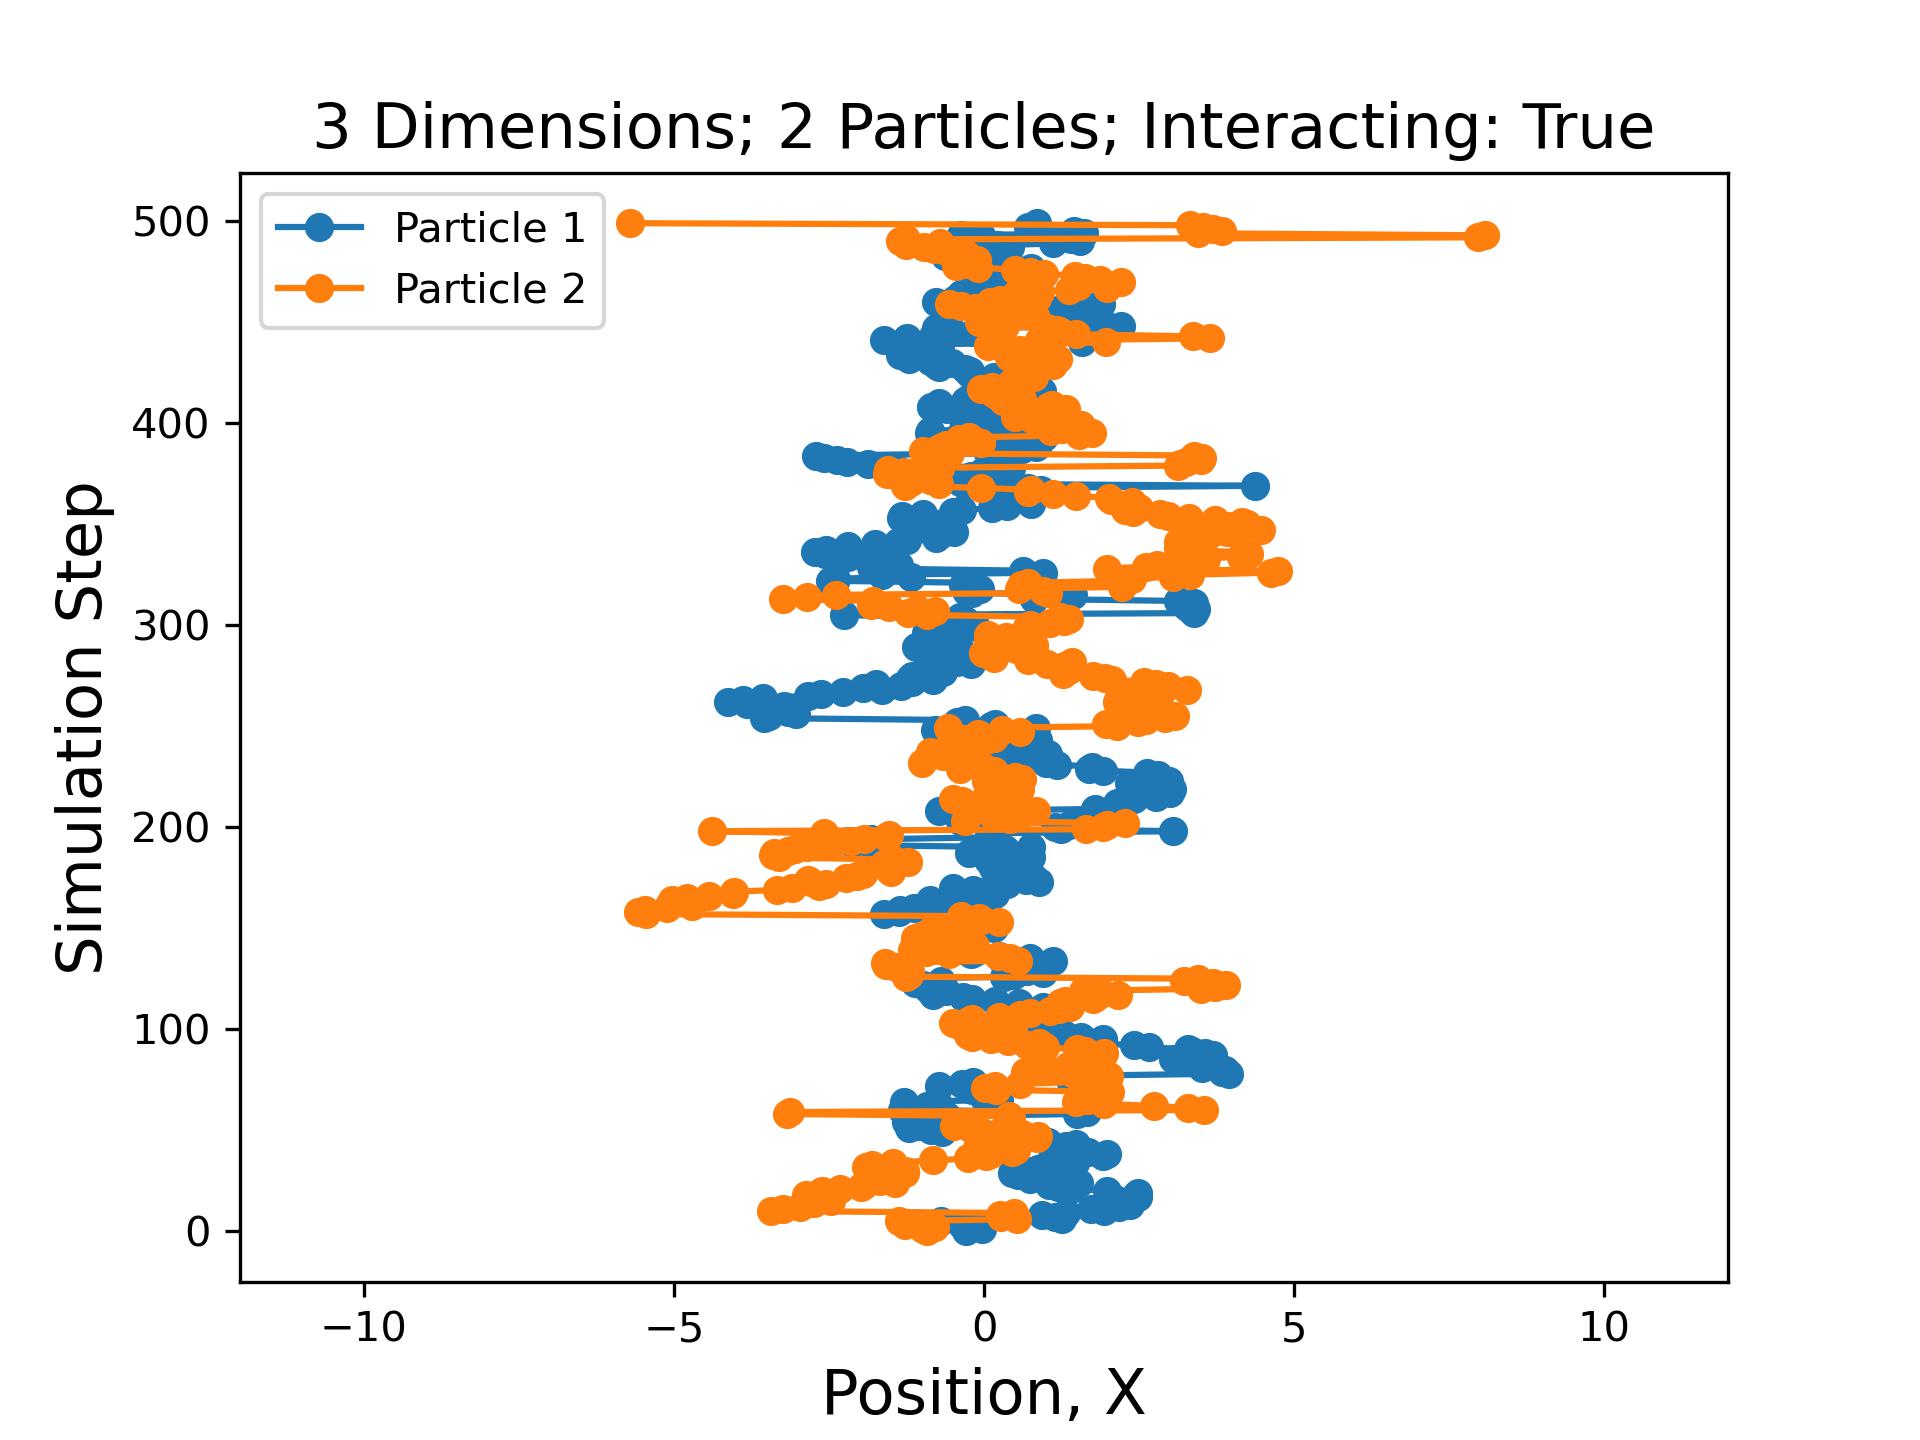 3 Dimensions; 2 Particles; Interacting: True
Particle 1
Particle 2
500
400
300
200
100
0
Simulation Step
−10
−5
0
5
10
Position, X